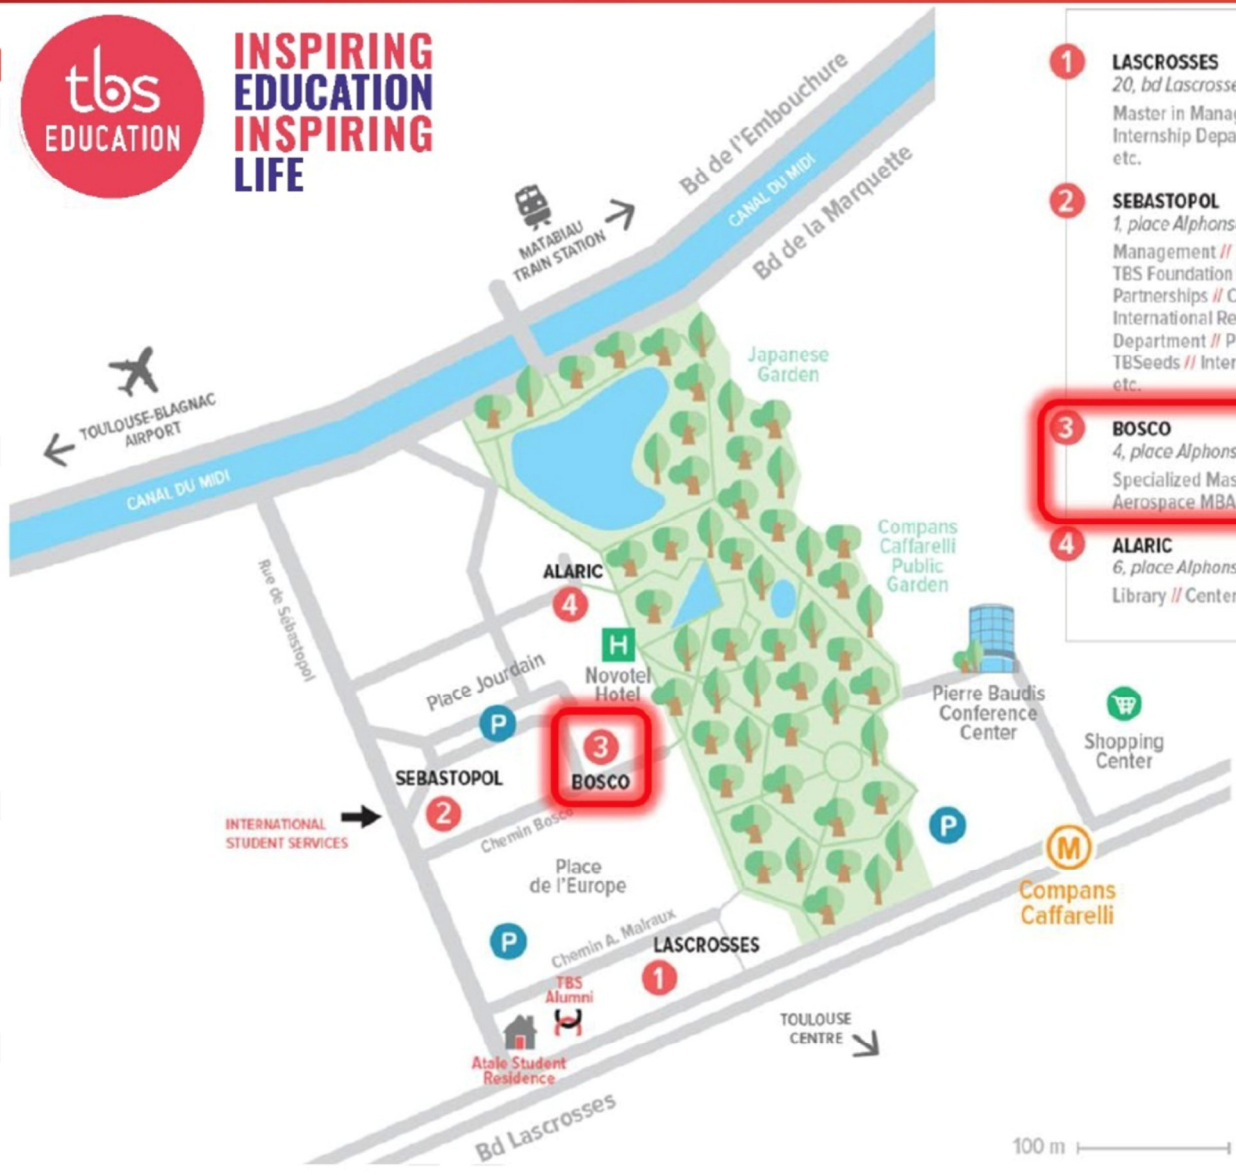 tbs
EDUCATION
INSPIRING
EDUCATION
INSPIRING
LIFE
Bd de l'Embouchure
CANAL DU MIDI
Bd de la Marquette
MATABIAU
TRAIN STATION
TOULOUSE-BLAGNAC
AIRPORT
CANAL DU MIDI
Japanese
Garden
Compans
Caffarelli
Public
Garden
Rue de Sébastopol
ALARIC
4
H
Novotel
Hotel
Place Jourdain
P
3
BOSCO
SEBASTOPOL
2
INTERNATIONAL
STUDENT SERVICES
Chemin Bosco
Place
de l'Europe
P
Chemin A. Malraux
LASCROSSES
1
TBS
Alumni
Atale Student
Residence
Bd Lascrosses
TOULOUSE
CENTRE
Pierre Baudis
Conference
Center
Shopping
Center
P
M
Compans
Caffarelli
100 m
1 LASCROSSES
20, bd Lascrosse
Master in Manag
Internship Depa
etc.
2 SEBASTOPOL
1, place Alphons
Management //
TBS Foundation
Partnerships // C
International Re
Department // P
TBSeeds // Inter
etc.
3 BOSCO
4, place Alphons
Specialized Mas
Aerospace MBA
4 ALARIC
6, place Alphons
Library // Center